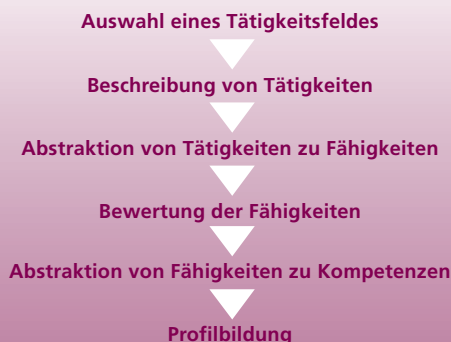 Auswahl eines Tätigkeitsfeldes
Beschreibung von Tätigkeiten
Abstraktion von Tätigkeiten zu Fähigkeiten
Bewertung der Fähigkeiten
Abstraktion von Fähigkeiten zu Kompetenzen
Profilbildung